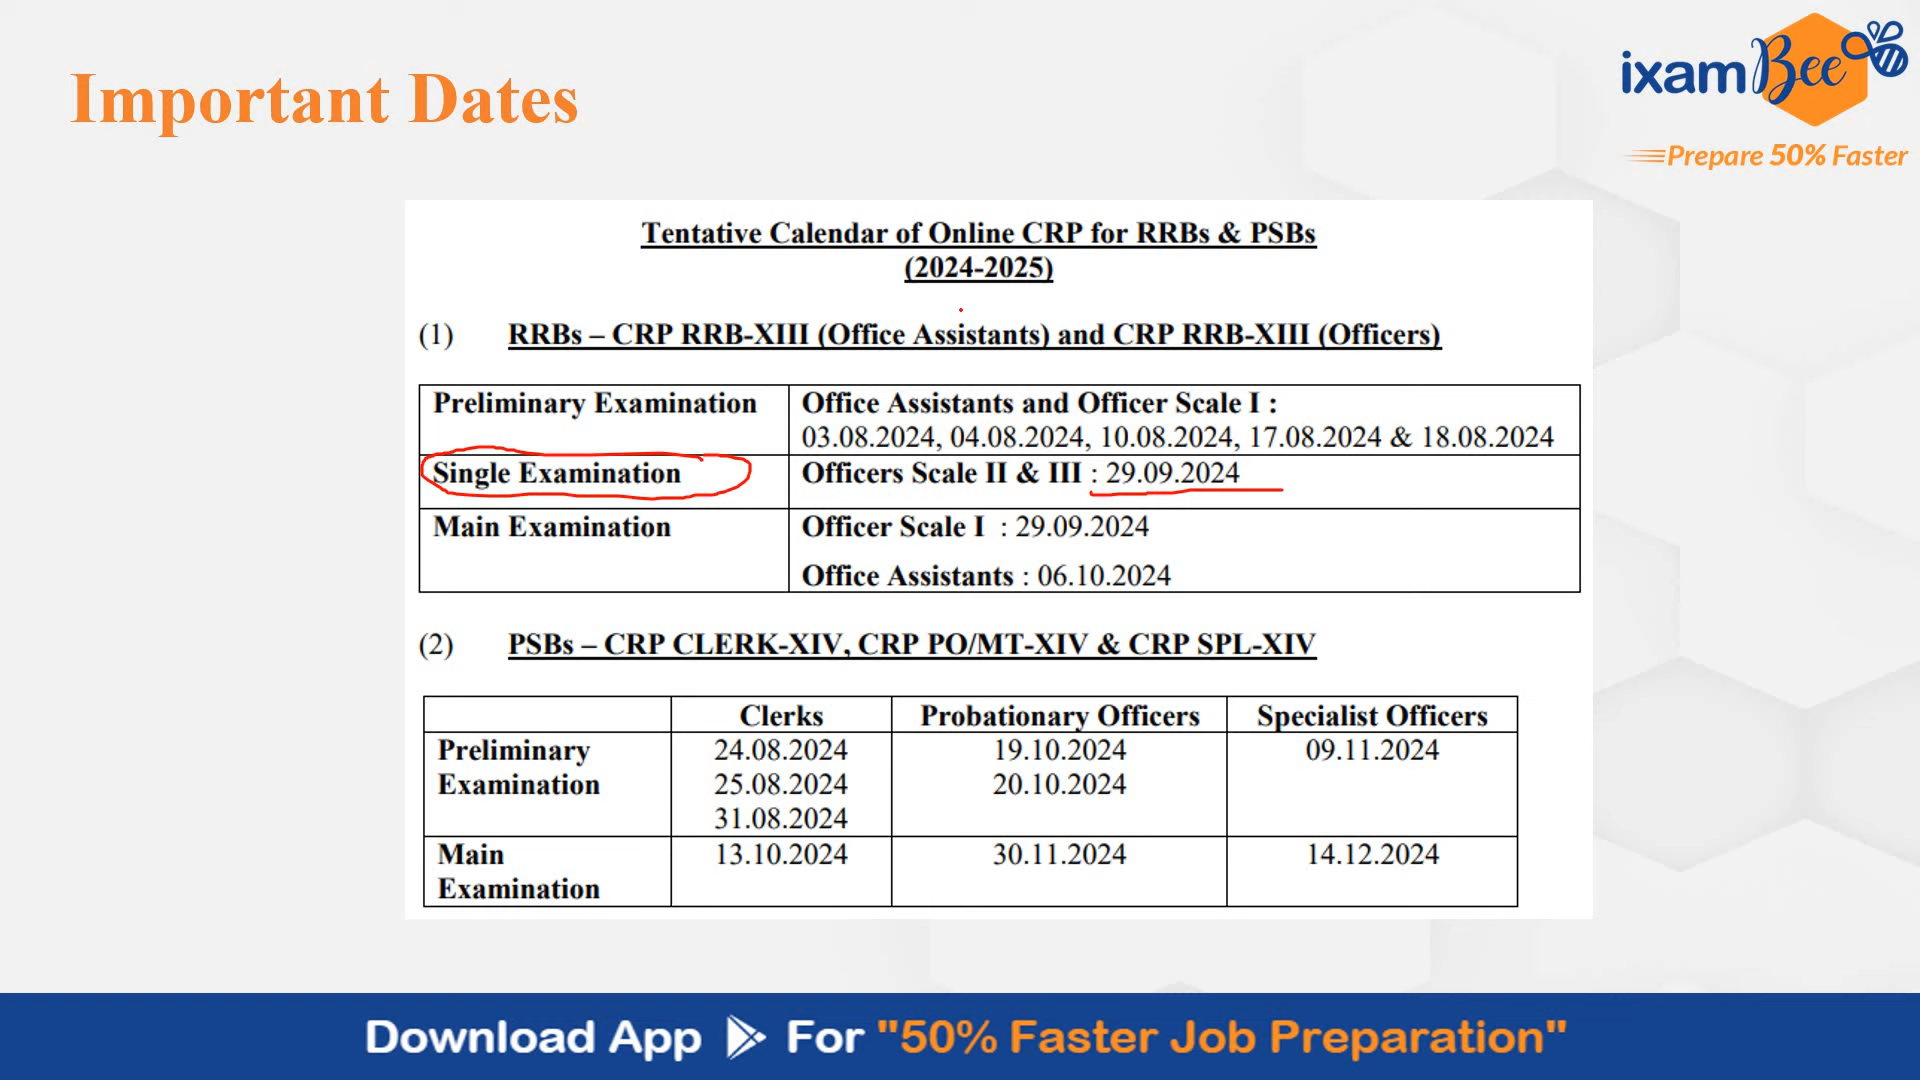 Important Dates
ixamBee
Prepare 50% Faster
Tentative Calendar of Online CRP for RRBs & PSBs
(2024-2025)
(1) RRBs – CRP RRB-XIII (Office Assistants) and CRP RRB-XIII (Officers)
Preliminary Examination Office Assistants and Officer Scale I :
03.08.2024, 04.08.2024, 10.08.2024, 17.08.2024 & 18.08.2024
Single Examination Officers Scale II & III : 29.09.2024
Main Examination Officer Scale I : 29.09.2024
Office Assistants : 06.10.2024
(2) PSBs – CRP CLERK-XIV, CRP PO/MT-XIV & CRP SPL-XIV
Clerks Probationary Officers Specialist Officers
Preliminary 24.08.2024 19.10.2024 09.11.2024
Examination 25.08.2024 20.10.2024
31.08.2024
Main 13.10.2024 30.11.2024 14.12.2024
Examination
Download App For "50% Faster Job Preparation"